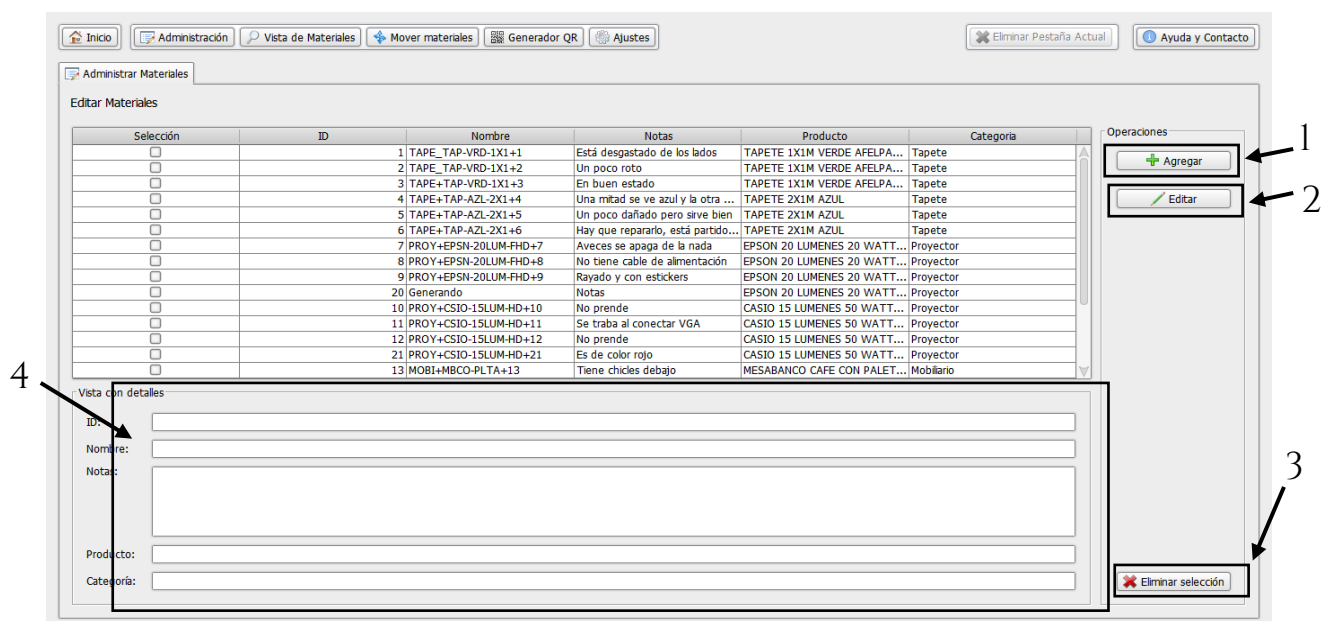 Inicio Administración Vista de Materiales Mover materiales Generador QR Ajustes Eliminar Pestaña Actual Ayuda y Contacto
Administrar Materiales
Editar Materiales
Selección ID Nombre Notas Producto Categoria
1 TAPE_TAP-VRD-1X1+1 Está desgastado de los lados TAPETE 1X1M VERDE AFELPA... Tapete
2 TAPE_TAP-VRD-1X1+2 Un poco roto TAPETE 1X1M VERDE AFELPA... Tapete
3 TAPE+TAP-VRD-1X1+3 En buen estado TAPETE 1X1M VERDE AFELPA... Tapete
4 TAPE+TAP-AZL-2X1+4 Una mitad se ve azul y la otra ... TAPETE 2X1M AZUL Tapete
5 TAPE+TAP-AZL-2X1+5 Un poco dañado pero sirve bien TAPETE 2X1M AZUL Tapete
6 TAPE+TAP-AZL-2X1+6 Hay que repararlo, está partido... TAPETE 2X1M AZUL Tapete
7 PROY+EPSN-20LUM-FHD+7 Aveces se apaga de la nada EPSON 20 LUMENES 20 WATT... Proyector
8 PROY+EPSN-20LUM-FHD+8 No tiene cable de alimentación EPSON 20 LUMENES 20 WATT... Proyector
9 PROY+EPSN-20LUM-FHD+9 Rayado y con estickers EPSON 20 LUMENES 20 WATT... Proyector
20 Generando Notas EPSON 20 LUMENES 20 WATT... Proyector
10 PROY+CSIO-15LUM-HD+10 No prende CASIO 15 LUMENES 50 WATT... Proyector
11 PROY+CSIO-15LUM-HD+11 Se traba al conectar VGA CASIO 15 LUMENES 50 WATT... Proyector
12 PROY+CSIO-15LUM-HD+12 No prende CASIO 15 LUMENES 50 WATT... Proyector
21 PROY+CSIO-15LUM-HD+21 Es de color rojo CASIO 15 LUMENES 50 WATT... Proyector
13 MOBI+MBCO-PLTA+13 Tiene chicles debajo MESABANCO CAFE CON PALET... Mobiliario
Operaciones
Agregar
1
Editar
2
4
Vista con detalles
ID:
Nombre:
Notas:
Producto:
Categoría:
3
Eliminar selección